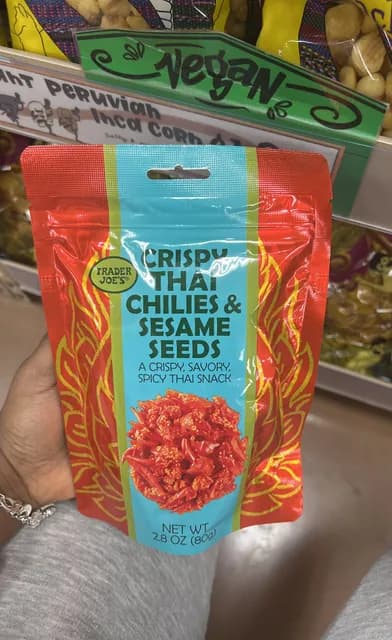 Vegan
ANT PERUVIAN
INCA CORN
TRADER
JOE'S®
CRISPY
THAI
CHILIES &
SESAME
SEEDS
A CRISPY, SAVORY,
SPICY THAI SNACK
NET WT.
2.8 OZ (80g)